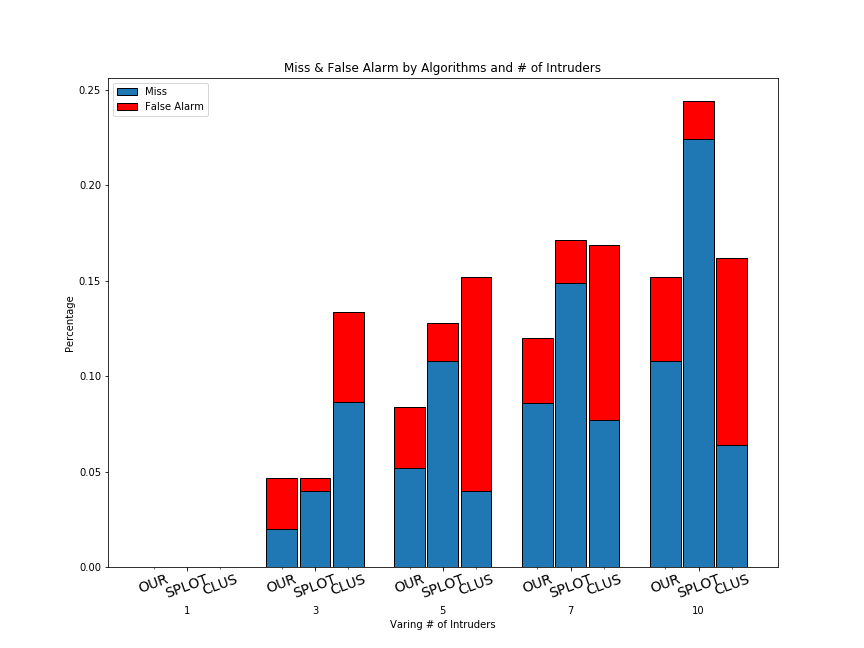 Miss & False Alarm by Algorithms and # of Intruders
Miss
False Alarm
0.25
0.20
0.15
0.10
0.05
0.00
Percentage
OUR SPLOT CLUS OUR SPLOT CLUS OUR SPLOT CLUS OUR SPLOT CLUS OUR SPLOT CLUS
1 3 5 7 10
Varing # of Intruders